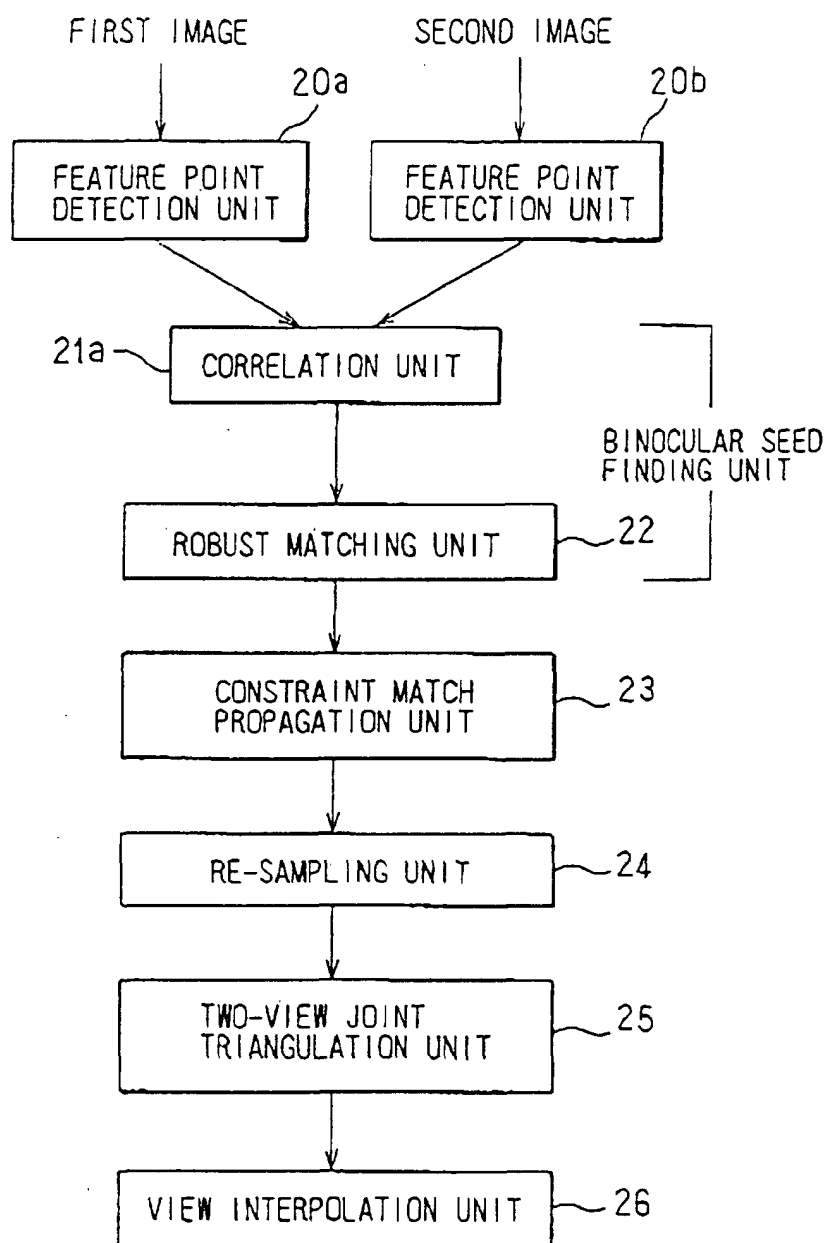 FIRST IMAGE
SECOND IMAGE
20a
20b
FEATURE POINT
DETECTION UNIT
FEATURE POINT
DETECTION UNIT
21a
CORRELATION UNIT
BINOCULAR SEED
FINDING UNIT
ROBUST MATCHING UNIT
22
CONSTRAINT MATCH
PROPAGATION UNIT
23
RE-SAMPLING UNIT
24
TWO-VIEW JOINT
TRIANGULATION UNIT
25
VIEW INTERPOLATION UNIT
26